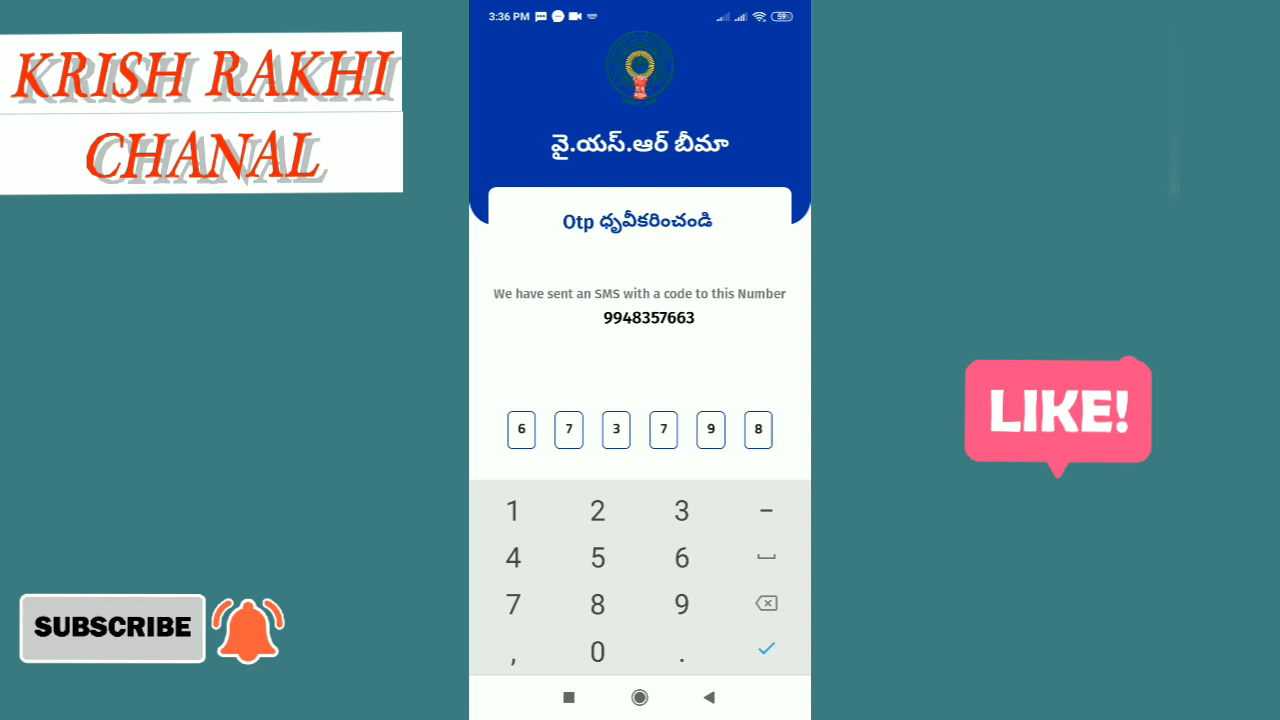 KRISH RAKHI
CHANAL
3:36 PM
59
వై.యస్.ఆర్ బీమా
Otp ధృవీకరించండి
We have sent an SMS with a code to this Number
9948357663
6 7 3 7 9 8
LIKE!
1 2 3 -
4 5 6
7 8 9
, 0 .
SUBSCRIBE